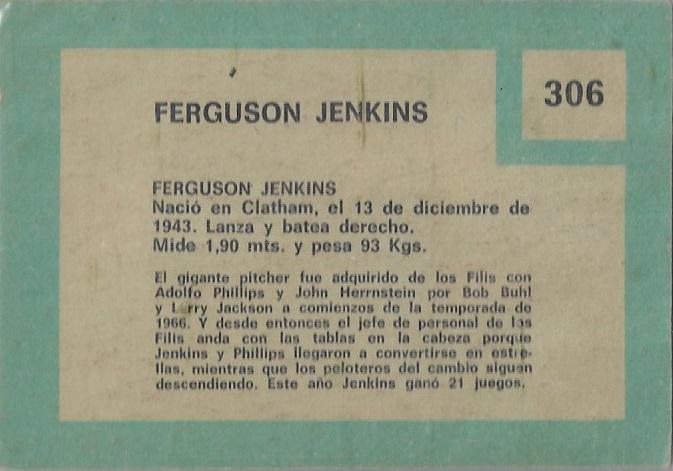 306
FERGUSON JENKINS
FERGUSON JENKINS
Nació en Clatham, el 13 de diciembre de
1943. Lanza y batea derecho.
Mide 1,90 mts. y pesa 93 Kgs.
El gigante pitcher fue adquirido de los Filis con
Adolfo Phillips y John Herrnstein por Bob Buhl
y Larry Jackson a comienzos de la temporada de
1966. Y desde entonces el jefe de personal de los
Filis anda con las tablas en la cabeza porque
Jenkins y Phillips llegaron a convertirse en estre-
llas, mientras que los peloteros del cambio siguen
descendiendo. Este año Jenkins ganó 21 juegos.